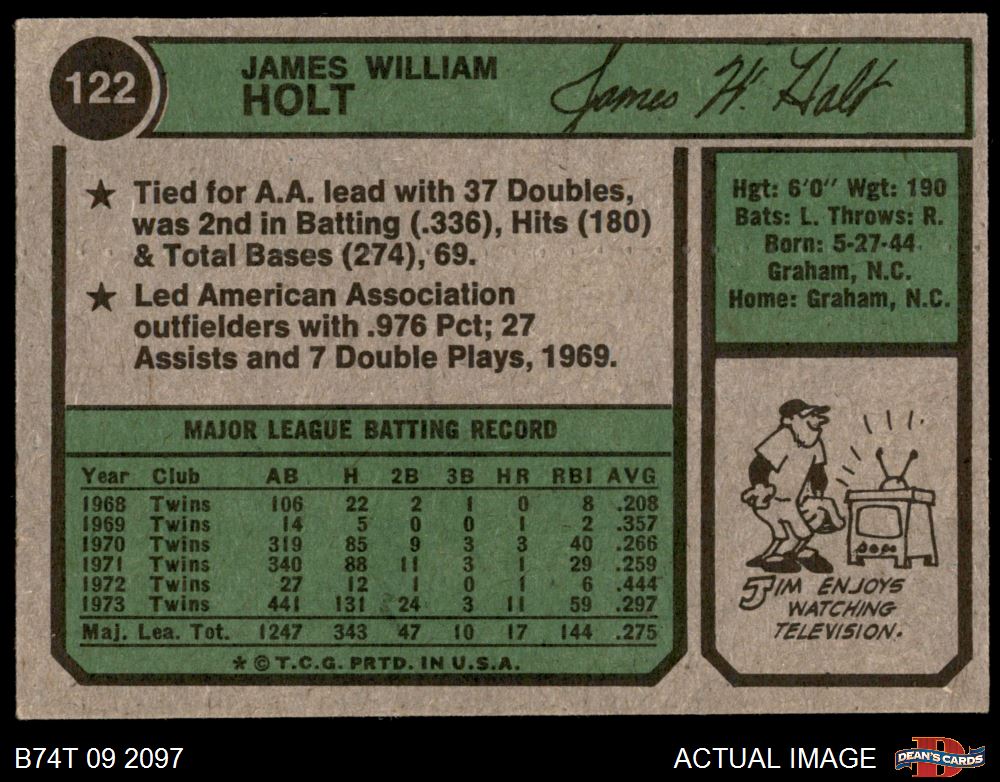 122
JAMES WILLIAM
HOLT
James W. Holt
★ Tied for A.A. lead with 37 Doubles,
was 2nd in Batting (.336), Hits (180)
& Total Bases (274), 69.
★ Led American Association
outfielders with .976 Pct; 27
Assists and 7 Double Plays, 1969.
Hgt: 6'0" Wgt: 190
Bats: L. Throws: R.
Born: 5-27-44
Graham, N.C.
Home: Graham, N.C.
MAJOR LEAGUE BATTING RECORD
Year Club AB H 2B 3B HR RBI AVG
1968 Twins 106 22 2 1 0 8 .208
1969 Twins 14 5 0 0 1 2 .357
1970 Twins 319 85 9 3 3 40 .266
1971 Twins 340 88 11 3 1 29 .259
1972 Twins 27 12 1 0 1 6 .444
1973 Twins 441 131 24 3 11 59 .297
Maj. Lea. Tot. 1247 343 47 10 17 144 .275
* © T.C.G. PRTD. IN U.S.A.
JIM ENJOYS
WATCHING
TELEVISION.
B74T 09 2097
ACTUAL IMAGE
D
DEAN'S CARDS